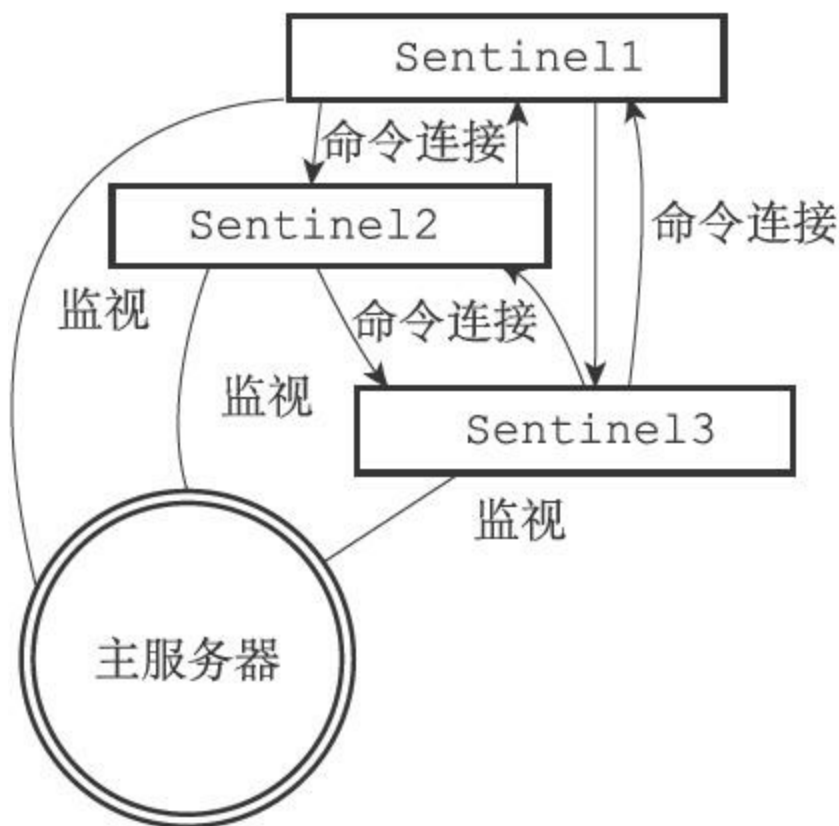 Sentinel1
命令连接
Sentinel2
命令连接
监视
命令连接
监视
Sentinel3
监视
主服务器